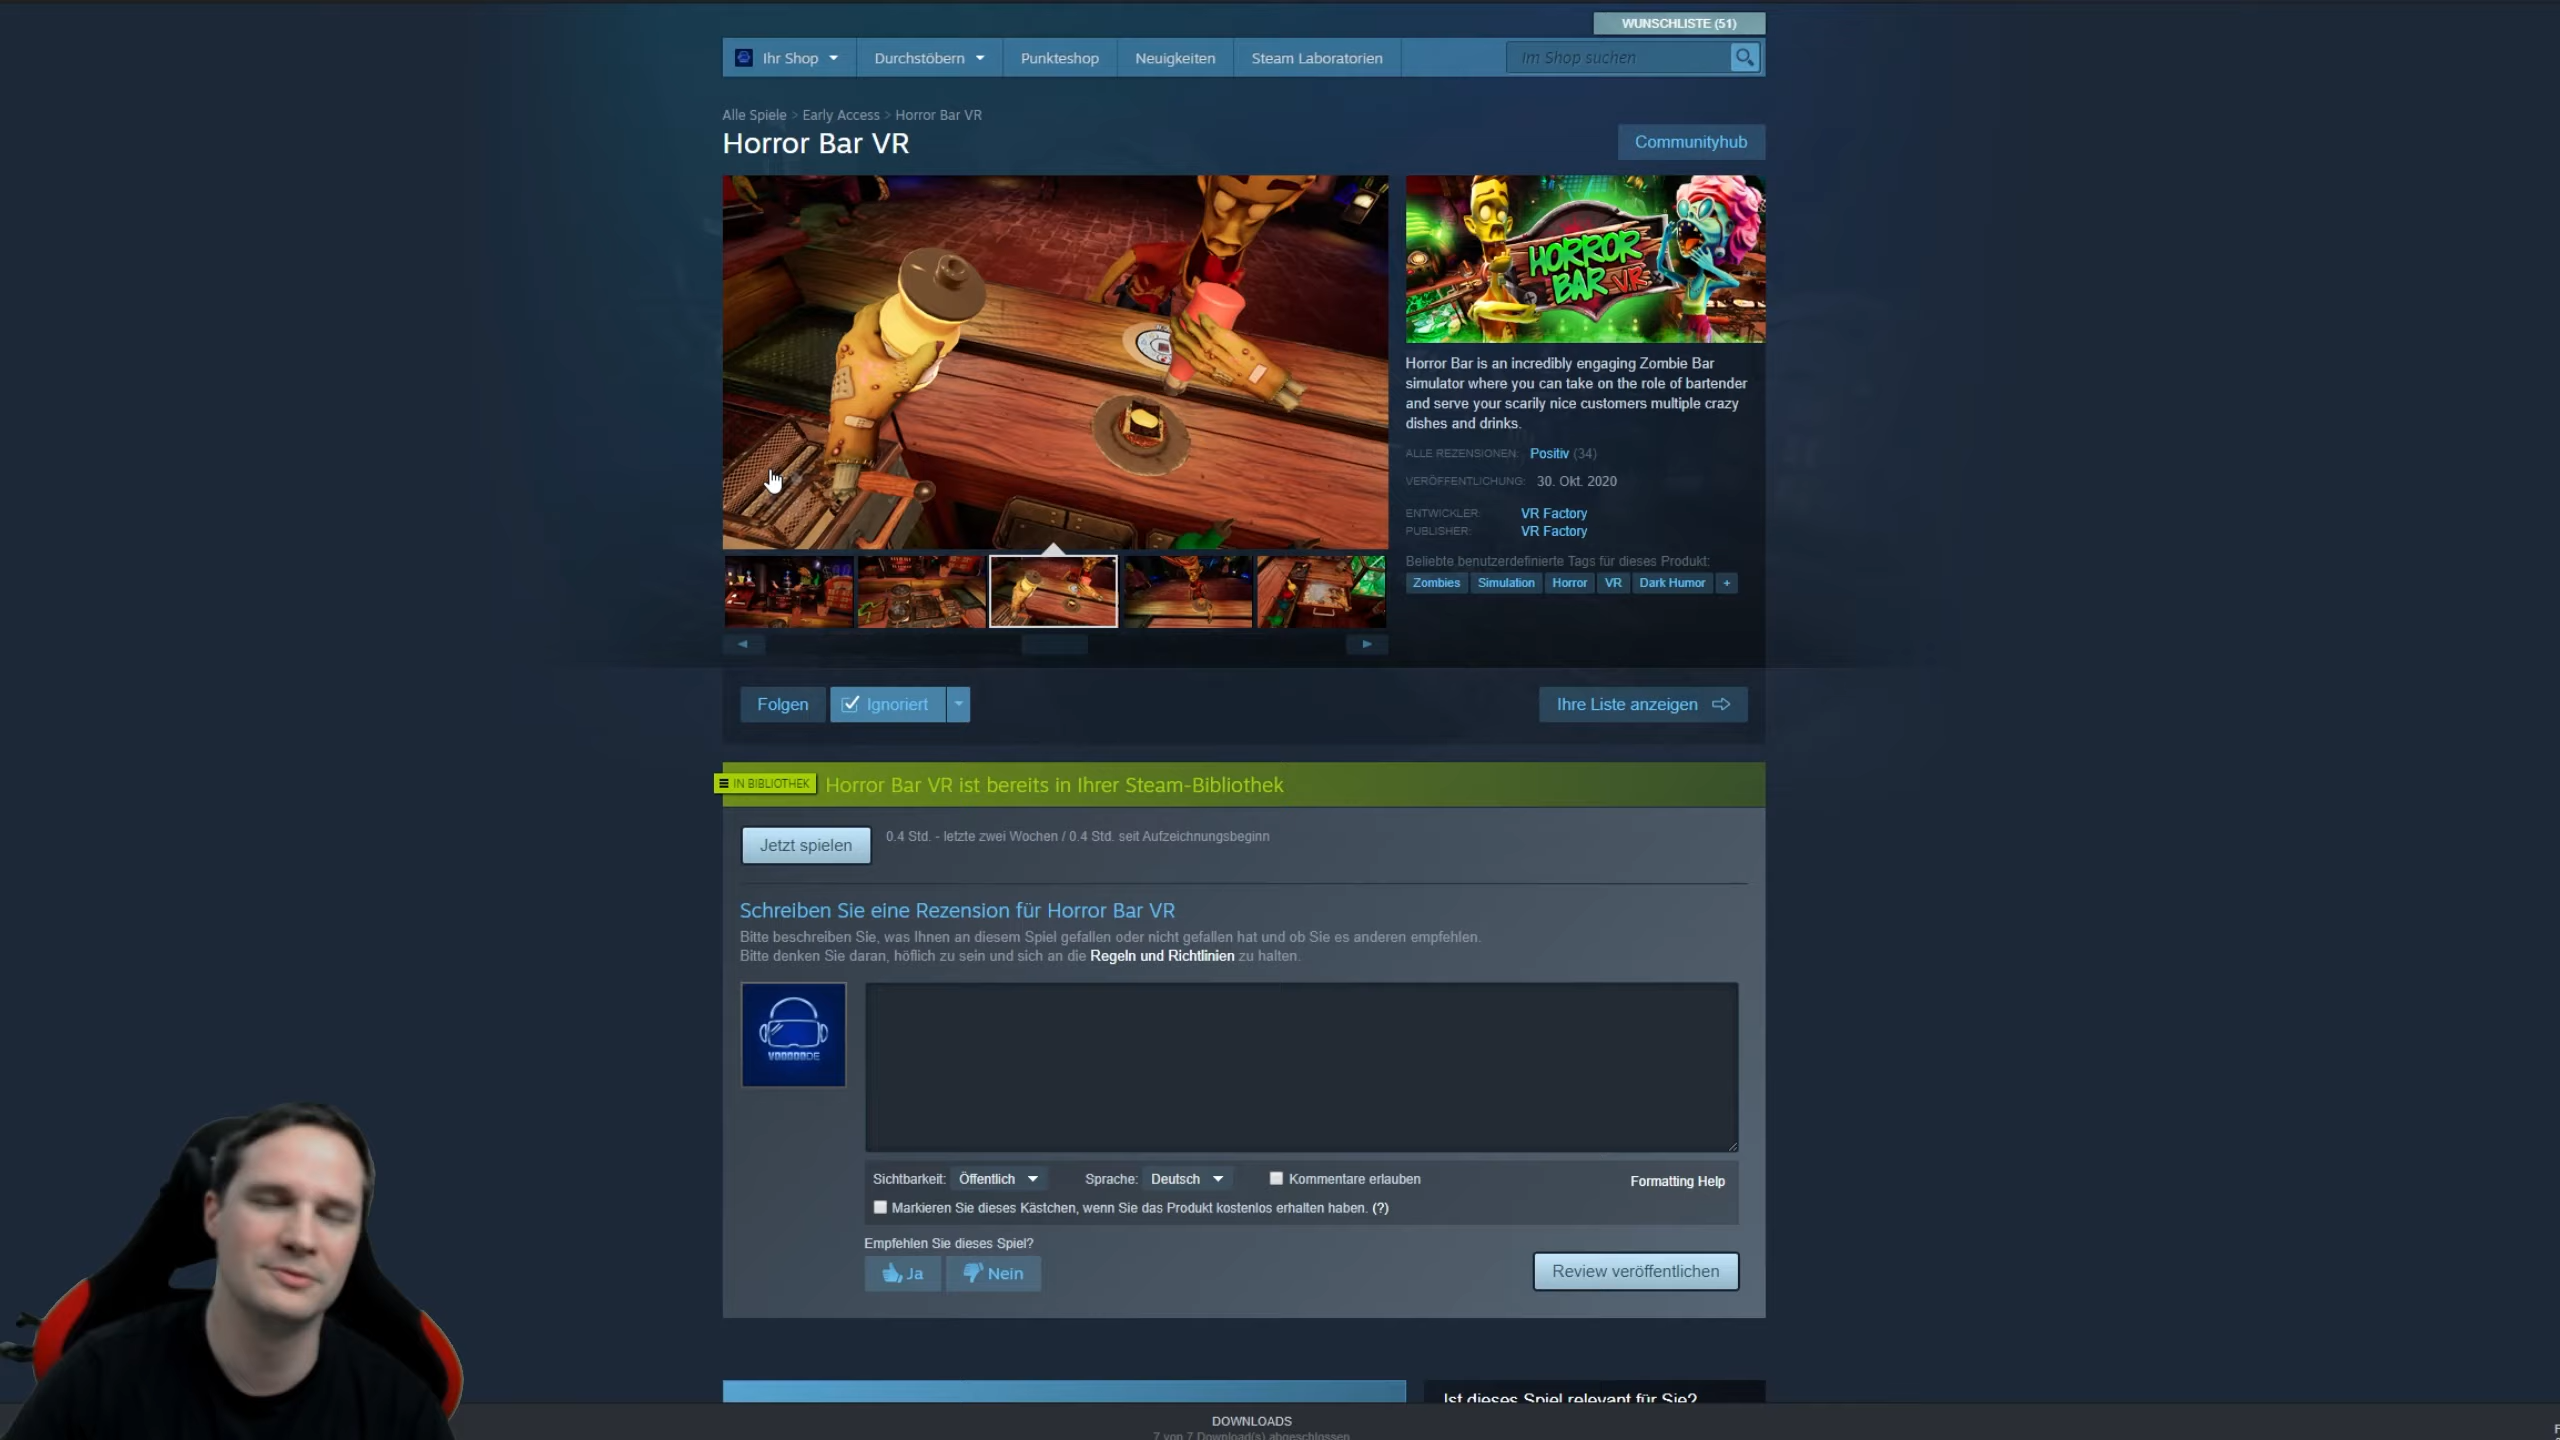 WUNSCHLISTE (51)
Ihr Shop
Durchstöbern
Punkteshop
Neuigkeiten
Steam Laboratorien
Im Shop suchen
Alle Spiele > Early Access > Horror Bar VR
Horror Bar VR
Communityhub
HORROR
BAR VR
Horror Bar is an incredibly engaging Zombie Bar
simulator where you can take on the role of bartender
and serve your scarily nice customers multiple crazy
dishes and drinks.
ALLE REZENSIONEN: Positiv (34)
VERÖFFENTLICHUNG: 30. Okt. 2020
ENTWICKLER: VR Factory
PUBLISHER: VR Factory
Beliebte benutzerdefinierte Tags für dieses Produkt:
Zombies Simulation Horror VR Dark Humor +
Folgen
Ignoriert
Ihre Liste anzeigen
IN BIBLIOTHEK
Horror Bar VR ist bereits in Ihrer Steam-Bibliothek
Jetzt spielen
0.4 Std. - letzte zwei Wochen / 0.4 Std. seit Aufzeichnungsbeginn
Schreiben Sie eine Rezension für Horror Bar VR
Bitte beschreiben Sie, was Ihnen an diesem Spiel gefallen oder nicht gefallen hat und ob Sie es anderen empfehlen.
Bitte denken Sie daran, höflich zu sein und sich an die Regeln und Richtlinien zu halten.
VOOOOODE
Sichtbarkeit: Öffentlich
Sprache: Deutsch
Kommentare erlauben
Formatting Help
Markieren Sie dieses Kästchen, wenn Sie das Produkt kostenlos erhalten haben. (?)
Empfehlen Sie dieses Spiel?
Ja
Nein
Review veröffentlichen
Ist dieses Spiel relevant für Sie?
DOWNLOADS
7 von 7 Download(s) abgeschlossen